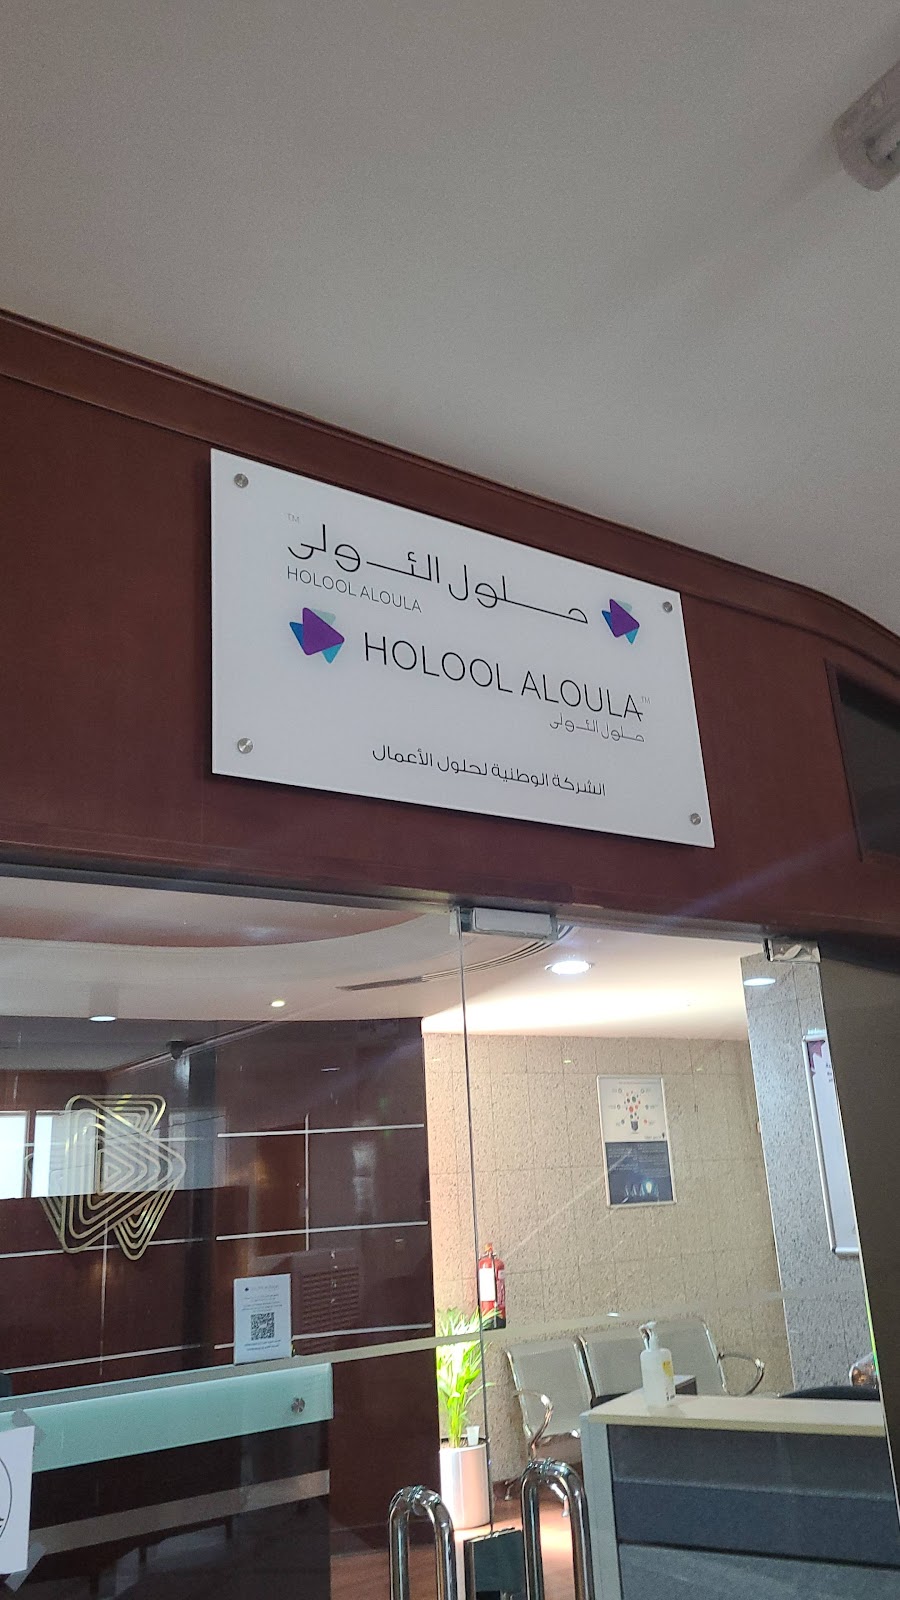 حلول الأولى™
HOLOOL ALOULA
HOLOOL ALOULA™
حلول الأولى
الشركة الوطنية لحلول الأعمال